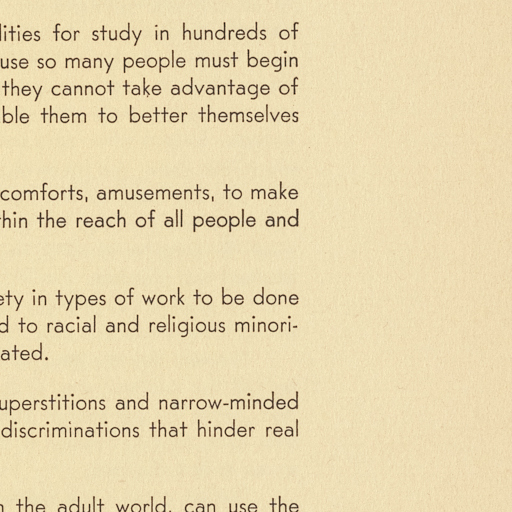 lities for study in hundreds of
use so many people must begin
they cannot take advantage of
ble them to better themselves
comforts, amusements, to make
thin the reach of all people and
ety in types of work to be done
d to racial and religious minori-
ated.
uperstitions and narrow-minded
discriminations that hinder real
n the adult world, can use the